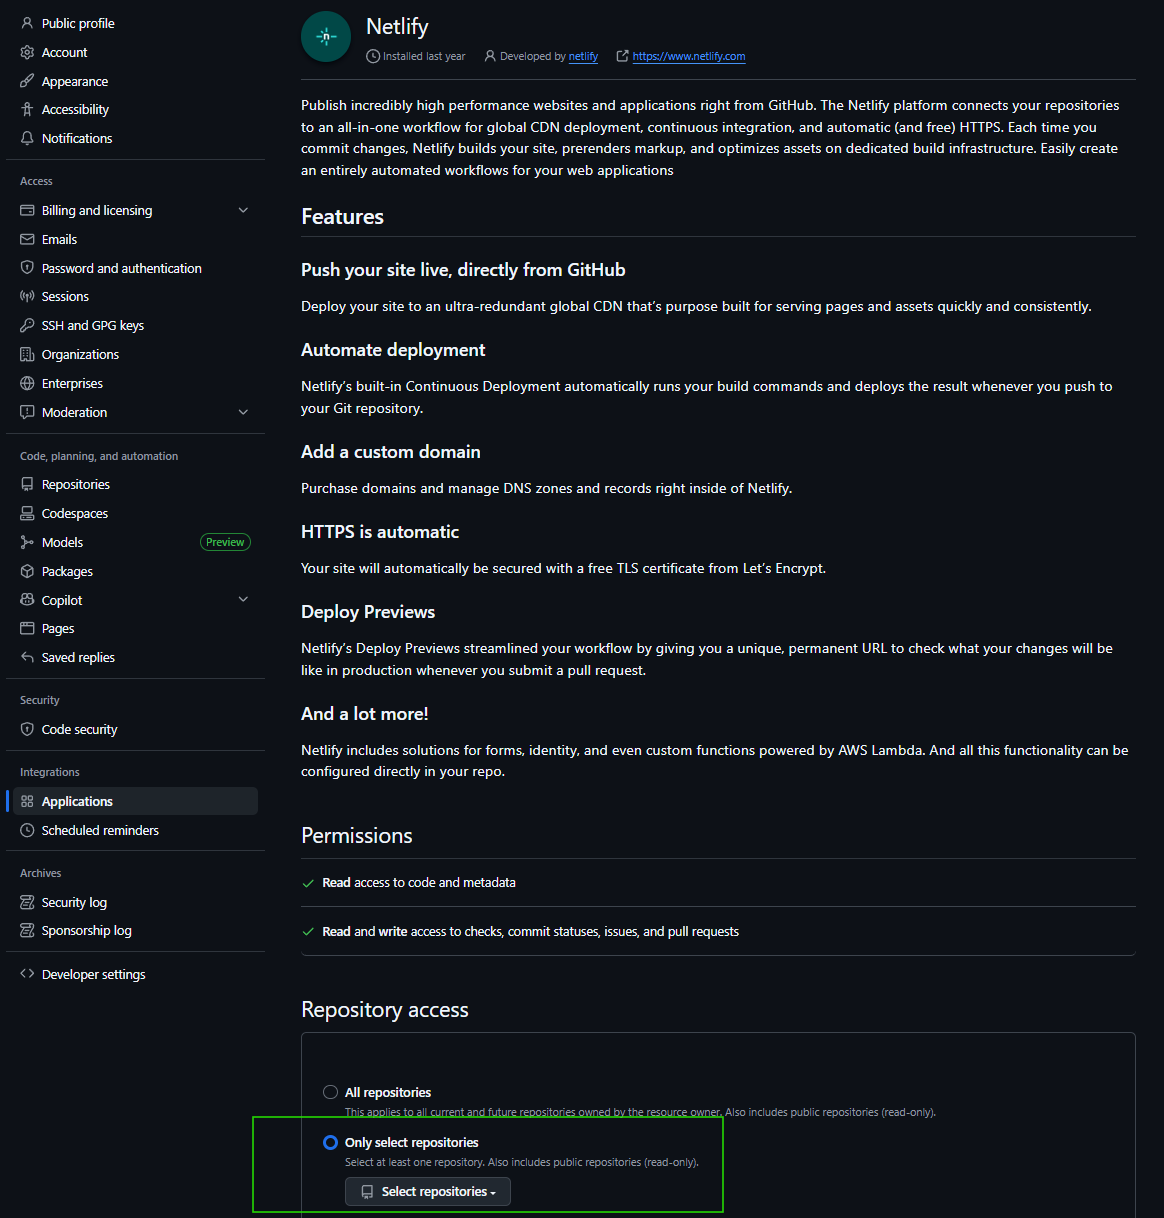 Public profile
Account
Appearance
Accessibility
Notifications
Access
Billing and licensing
Emails
Password and authentication
Sessions
SSH and GPG keys
Organizations
Enterprises
Moderation
Code, planning, and automation
Repositories
Codespaces
Models Preview
Packages
Copilot
Pages
Saved replies
Security
Code security
Integrations
Applications
Scheduled reminders
Archives
Security log
Sponsorship log
Developer settings
n
Netlify
Installed last year Developed by netlify https://www.netlify.com
Publish incredibly high performance websites and applications right from GitHub. The Netlify platform connects your repositories
to an all-in-one workflow for global CDN deployment, continuous integration, and automatic (and free) HTTPS. Each time you
commit changes, Netlify builds your site, prerenders markup, and optimizes assets on dedicated build infrastructure. Easily create
an entirely automated workflows for your web applications
Features
Push your site live, directly from GitHub
Deploy your site to an ultra-redundant global CDN that’s purpose built for serving pages and assets quickly and consistently.
Automate deployment
Netlify’s built-in Continuous Deployment automatically runs your build commands and deploys the result whenever you push to
your Git repository.
Add a custom domain
Purchase domains and manage DNS zones and records right inside of Netlify.
HTTPS is automatic
Your site will automatically be secured with a free TLS certificate from Let’s Encrypt.
Deploy Previews
Netlify’s Deploy Previews streamlined your workflow by giving you a unique, permanent URL to check what your changes will be
like in production whenever you submit a pull request.
And a lot more!
Netlify includes solutions for forms, identity, and even custom functions powered by AWS Lambda. And all this functionality can be
configured directly in your repo.
Permissions
Read access to code and metadata
Read and write access to checks, commit statuses, issues, and pull requests
Repository access
All repositories
This applies to all current and future repositories owned by the resource owner. Also includes public repositories (read-only).
Only select repositories
Select at least one repository. Also includes public repositories (read-only).
Select repositories